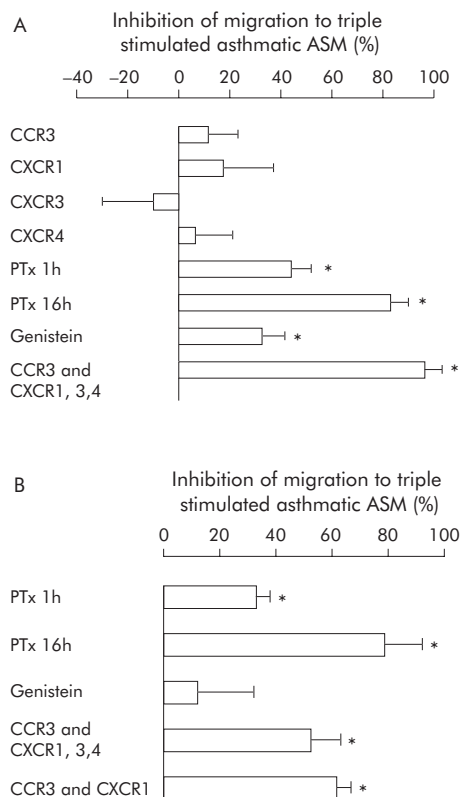 A
Inhibition of migration to triple
stimulated asthmatic ASM (%)
–40 –20 0 20 40 60 80 100
CCR3
CXCR1
CXCR3
CXCR4
PTx 1h *
PTx 16h *
Genistein *
CCR3 and
CXCR1, 3,4 *
B
Inhibition of migration to triple
stimulated asthmatic ASM (%)
0 20 40 60 80 100
PTx 1h *
PTx 16h *
Genistein
CCR3 and
CXCR1, 3,4 *
CCR3 and CXCR1 *